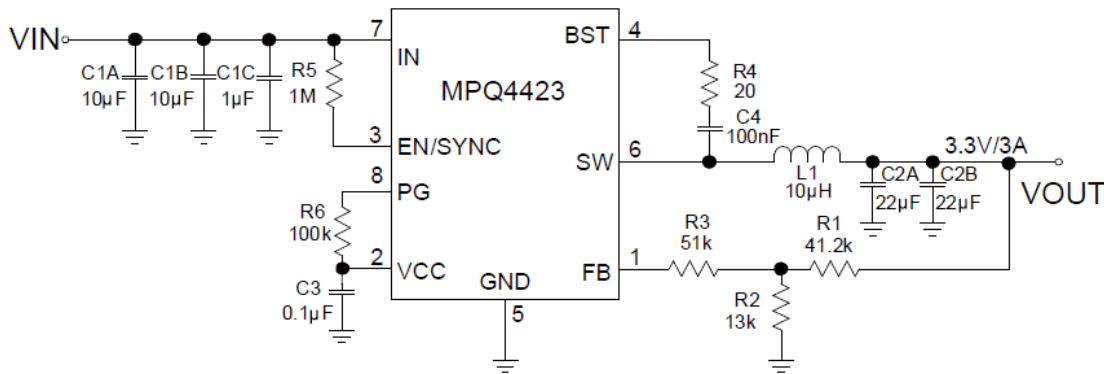 VIN
C1A
10µF
C1B
10µF
C1C
1µF
R5
1M
7
IN
3
EN/SYNC
8
PG
R6
100k
2
VCC
C3
0.1µF
MPQ4423
GND
5
BST
4
R4
20
C4
100nF
SW
6
L1
10µH
3.3V/3A
C2A
22µF
C2B
22µF
VOUT
FB
1
R3
51k
R1
41.2k
R2
13k